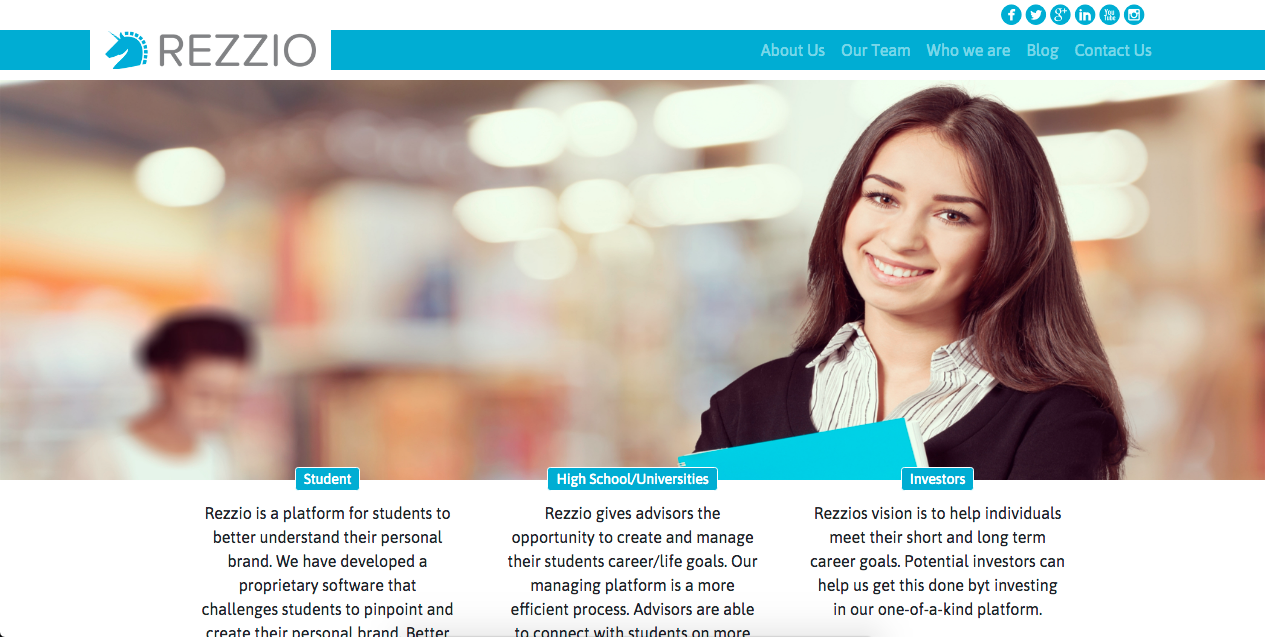 g+ in You Tube
REZZIO
About Us Our Team Who we are Blog Contact Us
Student
High School/Universities
Investors
Rezzio is a platform for students to
better understand their personal
brand. We have developed a
proprietary software that
challenges students to pinpoint and
create their personal brand. Better
Rezzio gives advisors the
opportunity to create and manage
their students career/life goals. Our
managing platform is a more
efficient process. Advisors are able
to connect with students on more
Rezzios vision is to help individuals
meet their short and long term
career goals. Potential investors can
help us get this done byt investing
in our one-of-a-kind platform.